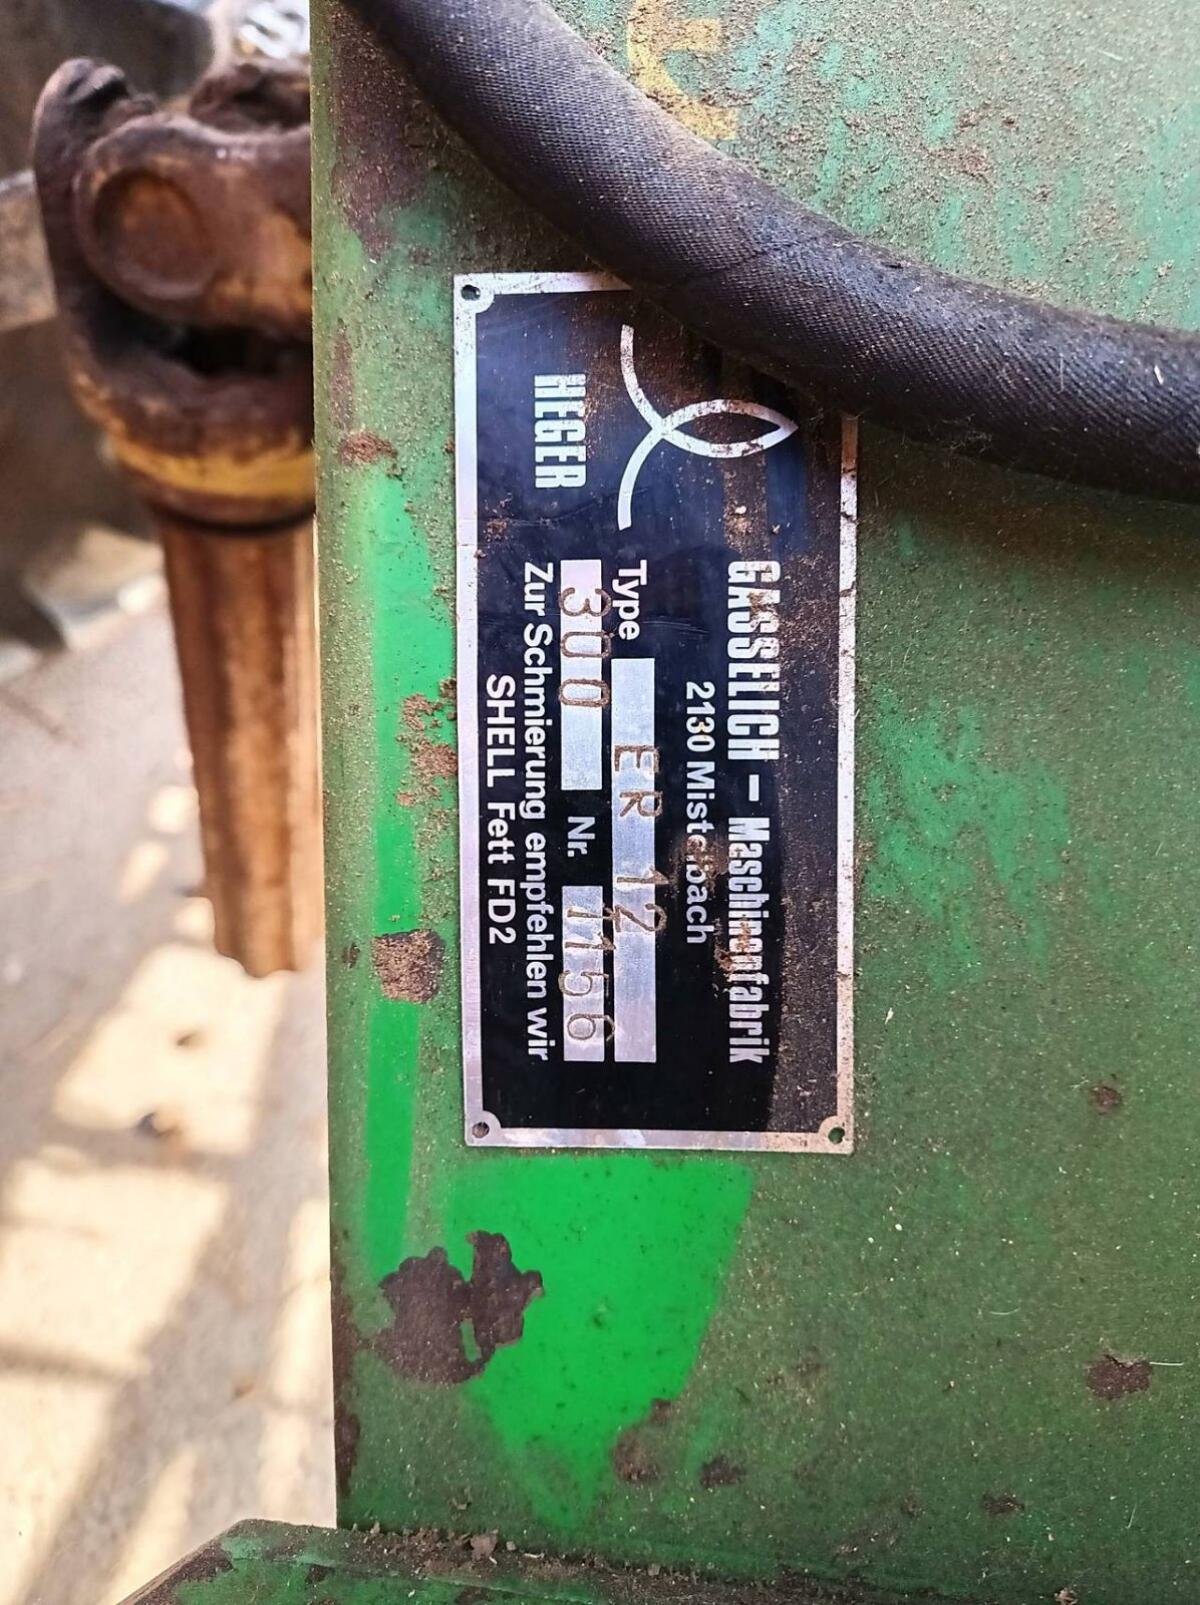 HEGER
GASSELICH - Maschinenfabrik
2130 Mistelbach
Type ER 12
300 Nr. 1156
Zur Schmierung empfehlen wir
SHELL Fett FD2